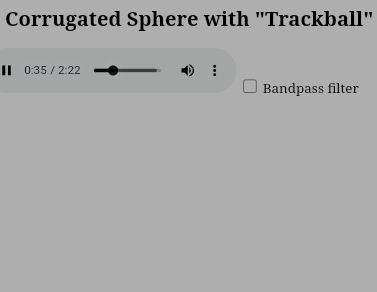 Corrugated Sphere with "Trackball"
0:35 / 2:22
Bandpass filter